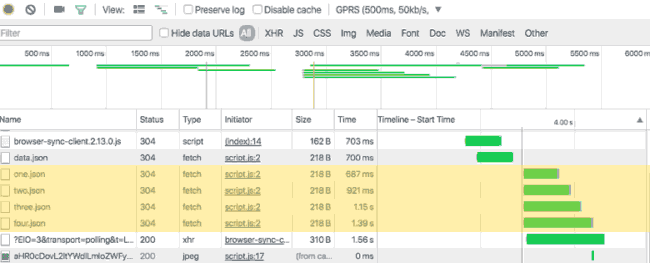 View: Preserve log Disable cache GPRS (500ms, 50kb/s,
Filter Hide data URLs All XHR JS CSS Img Media Font Doc WS Manifest Other
500 ms 1000 ms 1500 ms 2000 ms 2500 ms 3000 ms 3500 ms 4000 ms 4500 ms 5000 ms 5500 ms 6000 m
Name Status Type Initiator Size Time Timeline – Start Time
4.00 s
browser-sync-client.2.13.0.js 304 script (index):14 162 B 703 ms
data.json 304 fetch script.js:2 218 B 700 ms
one.json 304 fetch script.js:2 218 B 687 ms
two.json 304 fetch script.js:2 218 B 921 ms
three.json 304 fetch script.js:2 218 B 1.15 s
four.json 304 fetch script.js:2 218 B 1.39 s
?EIO=3&transport=polling&t=L... 200 xhr browser-sync-c... 310 B 1.56 s
200 jpeg script.js:17 (from ca... 0 ms